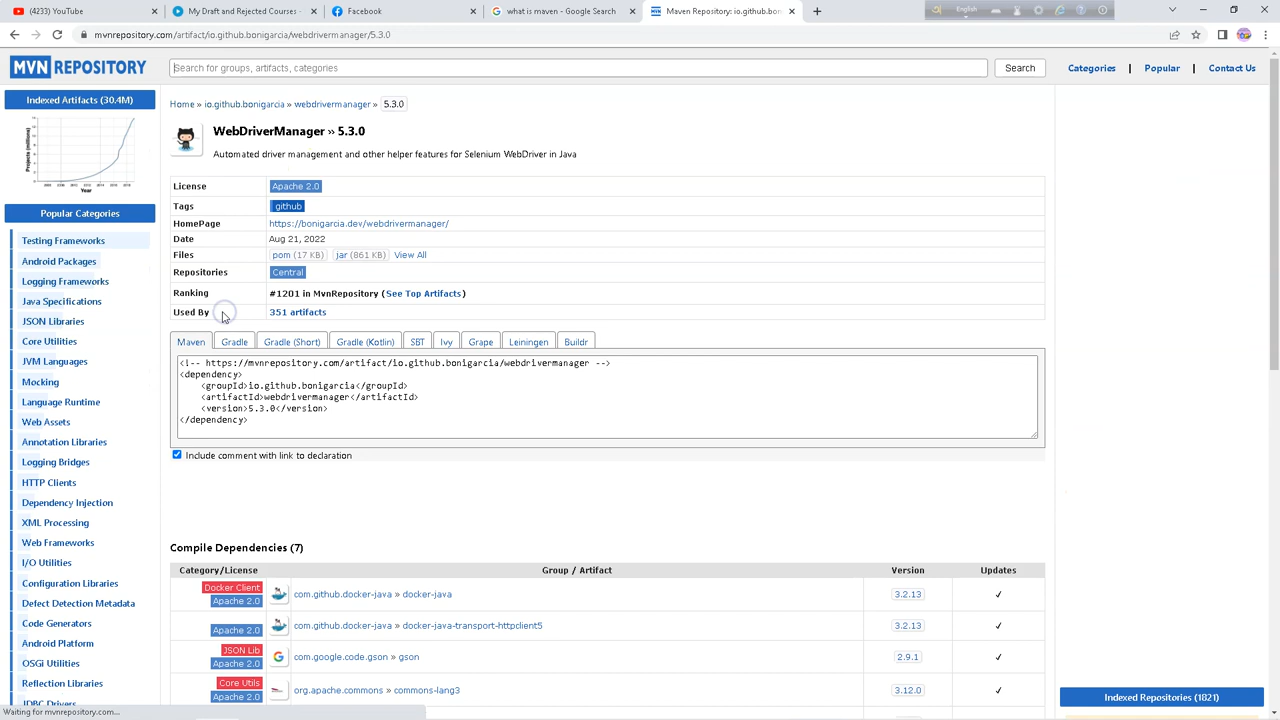 (4233) YouTube
My Draft and Rejected Courses -
Facebook
what is maven - Google Search
Maven Repository: io.github.boni
English
mvnrepository.com/artifact/io.github.bonigarcia/webdrivermanager/5.3.0
MVN REPOSITORY
Search for groups, artifacts, categories
Search
Categories | Popular | Contact Us
Indexed Artifacts (30.4M)
Projects (millions)
Year
Popular Categories
Testing Frameworks
Android Packages
Logging Frameworks
Java Specifications
JSON Libraries
Core Utilities
JVM Languages
Mocking
Language Runtime
Web Assets
Annotation Libraries
Logging Bridges
HTTP Clients
Dependency Injection
XML Processing
Web Frameworks
I/O Utilities
Configuration Libraries
Defect Detection Metadata
Code Generators
Android Platform
OSGi Utilities
Reflection Libraries
JDBC Drivers
Home » io.github.bonigarcia » webdrivermanager » 5.3.0
WebDriverManager » 5.3.0
Automated driver management and other helper features for Selenium WebDriver in Java
License Apache 2.0
Tags github
HomePage https://bonigarcia.dev/webdrivermanager/
Date Aug 21, 2022
Files pom (17 KB) jar (861 KB) View All
Repositories Central
Ranking #1201 in MvnRepository (See Top Artifacts)
Used By 351 artifacts
Maven Gradle Gradle (Short) Gradle (Kotlin) SBT Ivy Grape Leiningen Buildr
<!-- https://mvnrepository.com/artifact/io.github.bonigarcia/webdrivermanager -->
<dependency>
<groupId>io.github.bonigarcia</groupId>
<artifactId>webdrivermanager</artifactId>
<version>5.3.0</version>
</dependency>
Include comment with link to declaration
Compile Dependencies (7)
Category/License Group / Artifact Version Updates
Docker Client
Apache 2.0
com.github.docker-java » docker-java 3.2.13 ✓
Apache 2.0 com.github.docker-java » docker-java-transport-httpclient5 3.2.13 ✓
JSON Lib
Apache 2.0
com.google.code.gson » gson 2.9.1 ✓
Core Utils
Apache 2.0
org.apache.commons » commons-lang3 3.12.0 ✓
Indexed Repositories (1821)
Waiting for mvnrepository.com...